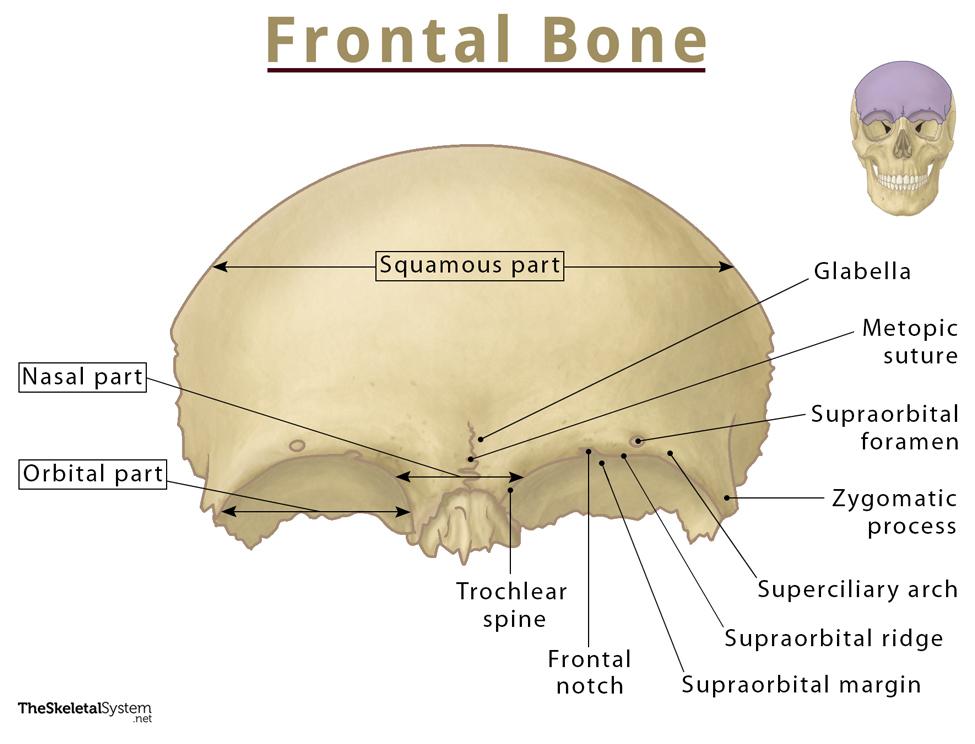 Frontal Bone
Squamous part
Glabella
Metopic
suture
Nasal part
Supraorbital
foramen
Orbital part
Zygomatic
process
Trochlear
spine
Superciliary arch
Supraorbital ridge
Frontal
notch
Supraorbital margin
TheSkeletalSystem
.net